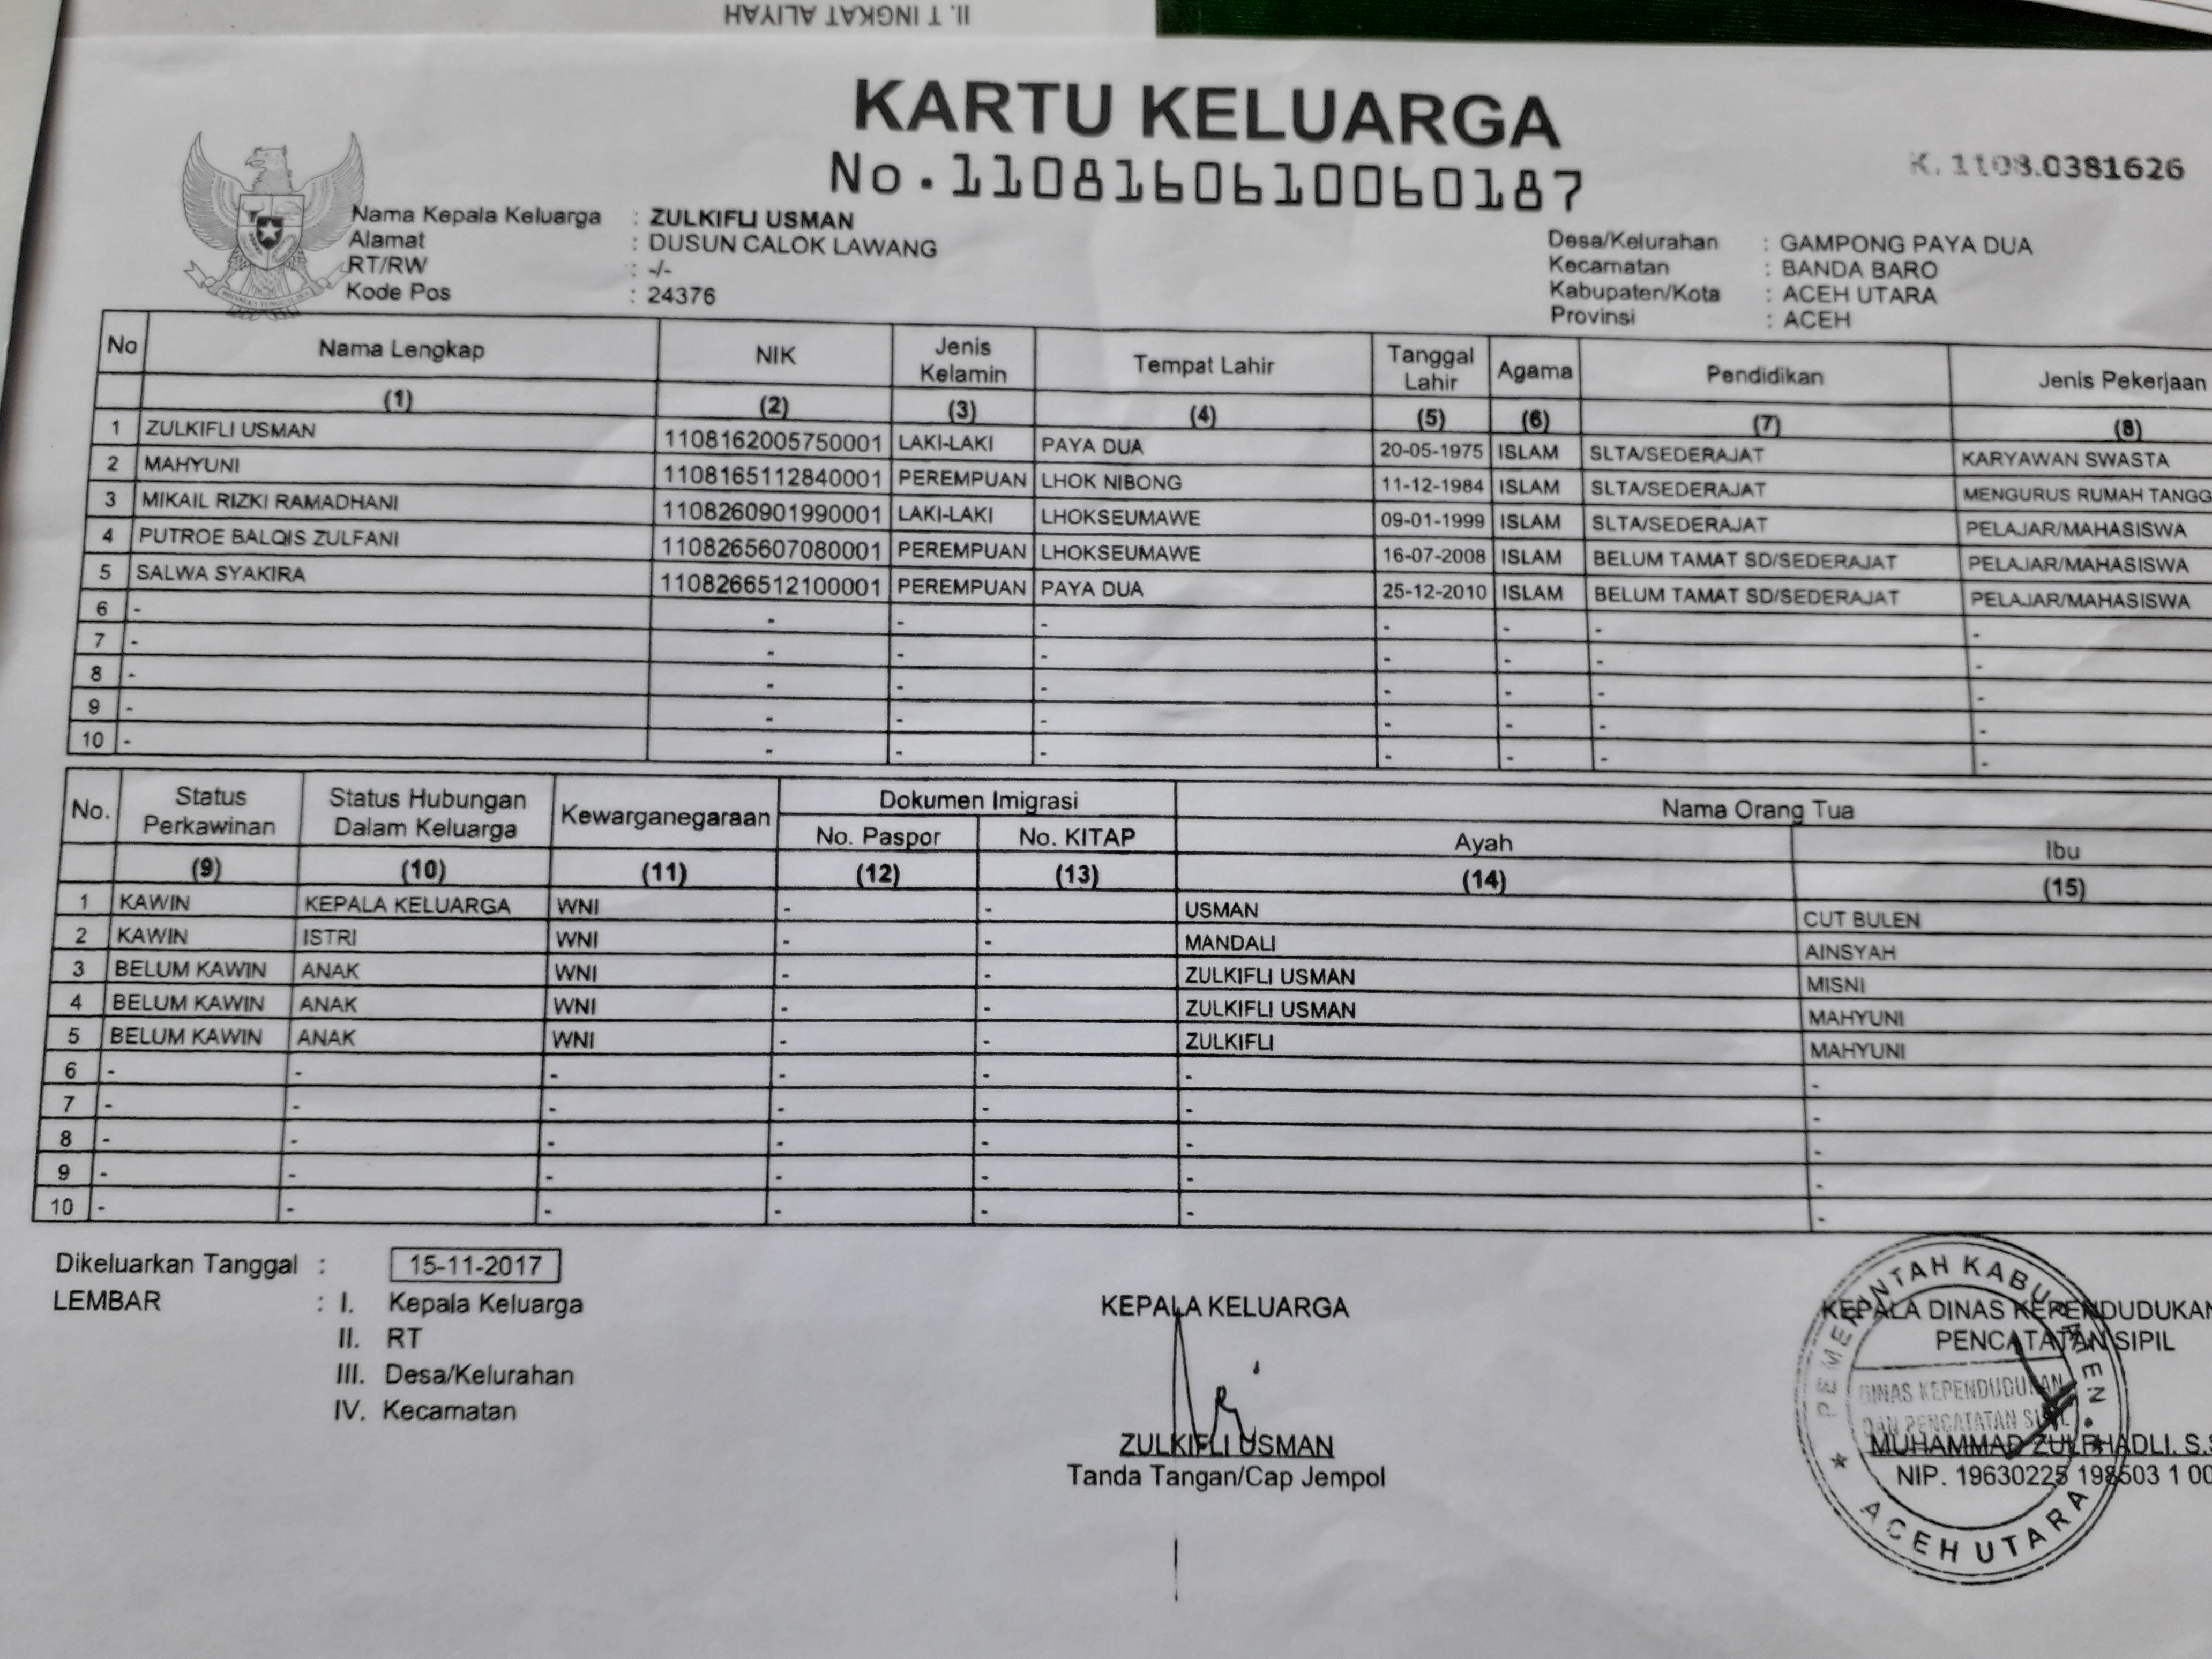 II. TINGKAT ALIYAH
KARTU KELUARGA
No.1108160610060187
K. 1108.0381626
Nama Kepala Keluarga : ZULKIFLI USMAN
Alamat : DUSUN CALOK LAWANG
RT/RW : -/-
Kode Pos : 24376
Desa/Kelurahan : GAMPONG PAYA DUA
Kecamatan : BANDA BARO
Kabupaten/Kota : ACEH UTARA
Provinsi : ACEH
No Nama Lengkap NIK Jenis Kelamin Tempat Lahir Tanggal Lahir Agama Pendidikan Jenis Pekerjaan
(1) (2) (3) (4) (5) (6) (7) (8)
1 ZULKIFLI USMAN 1108162005750001 LAKI-LAKI PAYA DUA 20-05-1975 ISLAM SLTA/SEDERAJAT KARYAWAN SWASTA
2 MAHYUNI 1108165112840001 PEREMPUAN LHOK NIBONG 11-12-1984 ISLAM SLTA/SEDERAJAT MENGURUS RUMAH TANGG
3 MIKAIL RIZKI RAMADHANI 1108260901990001 LAKI-LAKI LHOKSEUMAWE 09-01-1999 ISLAM SLTA/SEDERAJAT PELAJAR/MAHASISWA
4 PUTROE BALQIS ZULFANI 1108265607080001 PEREMPUAN LHOKSEUMAWE 16-07-2008 ISLAM BELUM TAMAT SD/SEDERAJAT PELAJAR/MAHASISWA
5 SALWA SYAKIRA 1108266512100001 PEREMPUAN PAYA DUA 25-12-2010 ISLAM BELUM TAMAT SD/SEDERAJAT PELAJAR/MAHASISWA
6 - - - - - - - -
7 - - - - - - - -
8 - - - - - - - -
9 - - - - - - - -
10 - - - - - - - -
No. Status Perkawinan Status Hubungan Dalam Keluarga Kewarganegaraan Dokumen Imigrasi Nama Orang Tua
No. Paspor No. KITAP Ayah Ibu
(9) (10) (11) (12) (13) (14) (15)
1 KAWIN KEPALA KELUARGA WNI - - USMAN CUT BULEN
2 KAWIN ISTRI WNI - - MANDALI AINSYAH
3 BELUM KAWIN ANAK WNI - - ZULKIFLI USMAN MISNI
4 BELUM KAWIN ANAK WNI - - ZULKIFLI USMAN MAHYUNI
5 BELUM KAWIN ANAK WNI - - ZULKIFLI MAHYUNI
6 - - - - - - -
7 - - - - - - -
8 - - - - - - -
9 - - - - - - -
10 - - - - - - -
Dikeluarkan Tanggal : 15-11-2017
LEMBAR : I. Kepala Keluarga
II. RT
III. Desa/Kelurahan
IV. Kecamatan
KEPALA KELUARGA
ZULKIFLI USMAN
Tanda Tangan/Cap Jempol
KEPALA DINAS KEPENDUDUKAN
PENCATATAN SIPIL
PEMERINTAH KABUPATEN
DINAS KEPENDUDUKAN
DAN PENCATATAN SIPIL
ACEH UTARA
MUHAMMAD ZULFHADLI, S.S
NIP. 19630225 198503 1 00